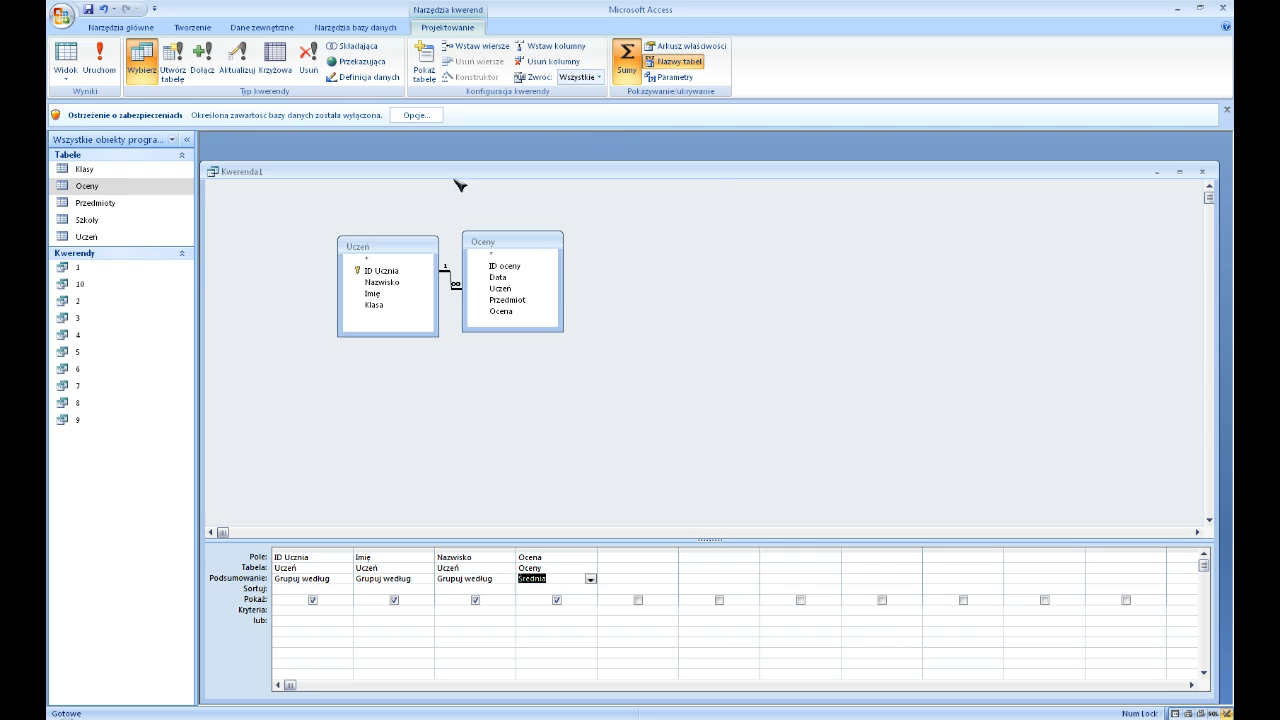 Narzędzia kwerend
Microsoft Access
Narzędzia główne
Tworzenie
Dane zewnętrzne
Narzędzia bazy danych
Projektowanie
Widok
Uruchom
Wyniki
Wybierz
Utwórz tabelę
Dołącz
Aktualizuj
Krzyżowa
Usuń
Składająca
Przekazująca
Definicja danych
Typ kwerendy
Pokaż tabelę
Wstaw wiersze
Usuń wiersze
Konstruktor
Wstaw kolumny
Usuń kolumny
Zwróć: Wszystkie
Konfiguracja kwerendy
Σ
Sumy
Arkusz właściwości
Nazwy tabel
Parametry
Pokazywanie/ukrywanie
Ostrzeżenie o zabezpieczeniach Określona zawartość bazy danych została wyłączona. Opcje...
Wszystkie obiekty progra...
Tabele
Klasy
Oceny
Przedmioty
Szkoły
Uczeń
Kwerendy
1
10
2
3
4
5
6
7
8
9
Kwerenda1
Uczeń
*
ID Ucznia
Nazwisko
Imię
Klasa
1
∞
Oceny
*
ID oceny
Data
Uczeń
Przedmiot
Ocena
Pole: ID Ucznia Imię Nazwisko Ocena
Tabela: Uczeń Uczeń Uczeń Oceny
Podsumowanie: Grupuj według Grupuj według Grupuj według Średnia
Sortuj:
Pokaż:
Kryteria:
lub:
Gotowe
Num Lock
SQL